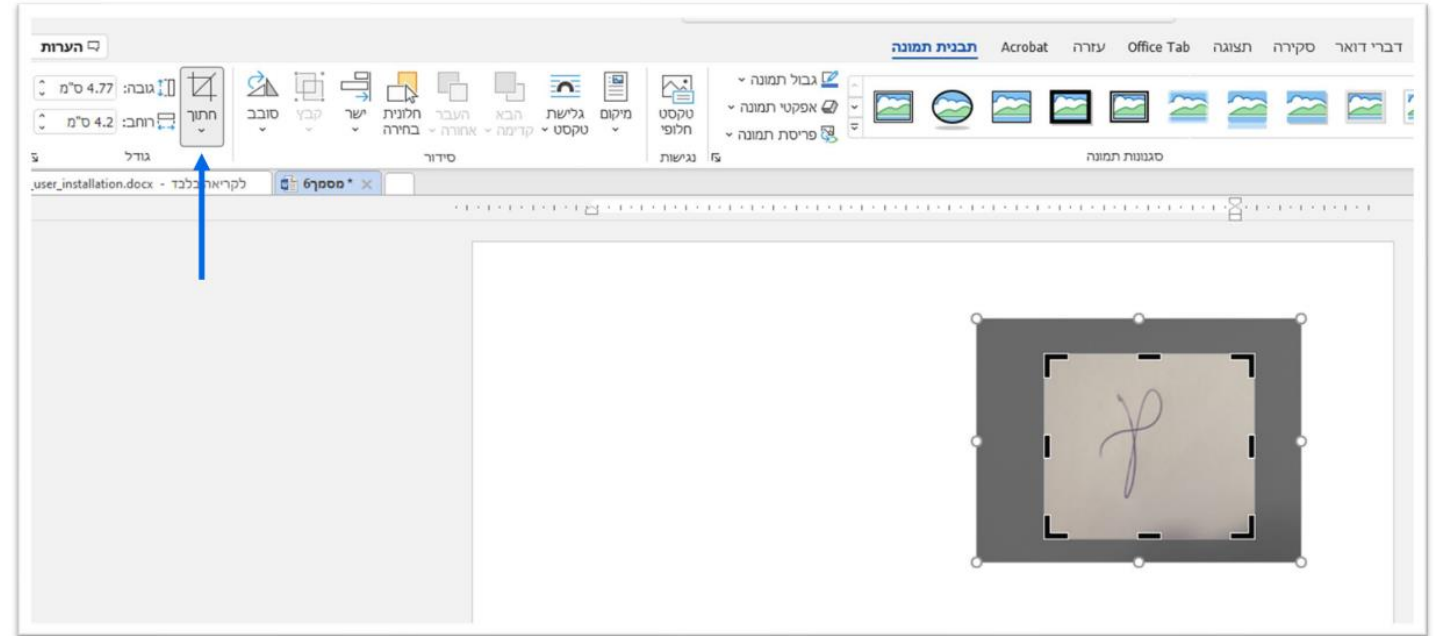 דברי דואר סקירה תצוגה Office Tab עזרה Acrobat תבנית תמונה
הערות
גבול תמונה
אפקטי תמונה
פריסת תמונה
טקסט חלופי
מיקום
גלישת טקסט
הבא קדימה
העבר אחורה
חלונית בחירה
ישר
קבץ
סובב
חתוך
גובה: 4.77 ס"מ
רוחב: 4.2 ס"מ
סגנונות תמונה
נגישות
סידור
גודל
מסמך6 *
_user_installation.docx - לקריאה בלבד